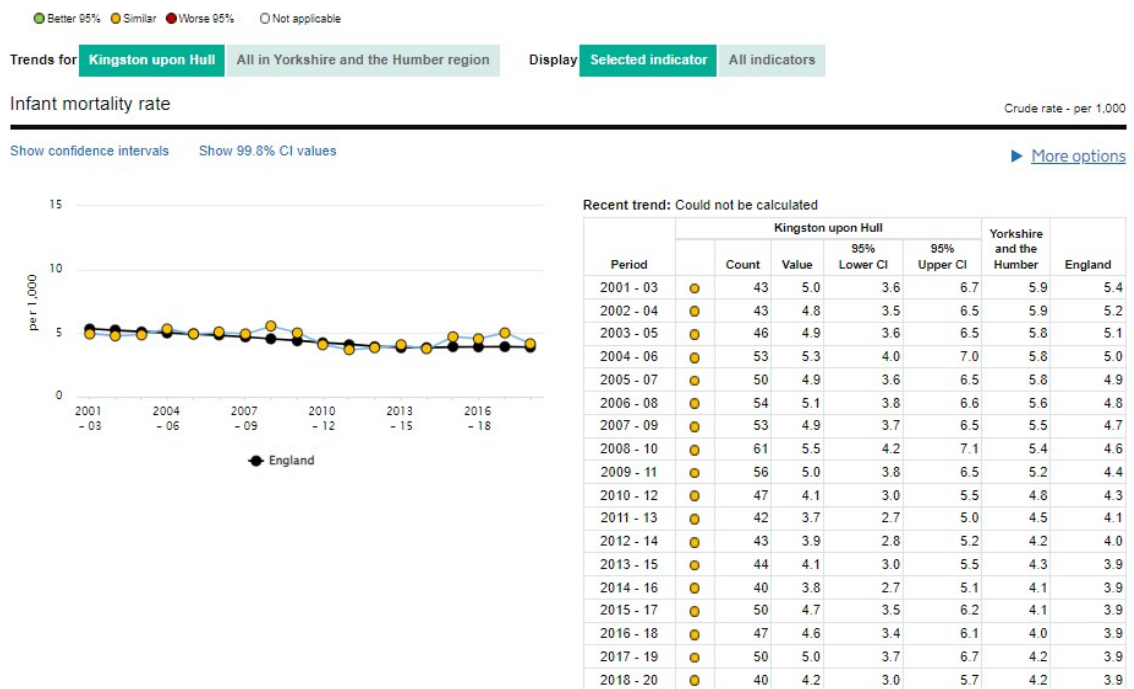 Better 95% Similar Worse 95% Not applicable
Trends for Kingston upon Hull All in Yorkshire and the Humber region Display Selected indicator All indicators
Infant mortality rate
Crude rate - per 1,000
Show confidence intervals Show 99.8% CI values
More options
15
10
5
0
per 1,000
2001 - 03
2004 - 06
2007 - 09
2010 - 12
2013 - 15
2016 - 18
England
Recent trend: Could not be calculated
Kingston upon Hull
Period Count Value 95% Lower CI 95% Upper CI Yorkshire and the Humber England
2001 - 03 43 5.0 3.6 6.7 5.9 5.4
2002 - 04 43 4.8 3.5 6.5 5.9 5.2
2003 - 05 46 4.9 3.6 6.5 5.8 5.1
2004 - 06 53 5.3 4.0 7.0 5.8 5.0
2005 - 07 50 4.9 3.6 6.5 5.8 4.9
2006 - 08 54 5.1 3.8 6.6 5.6 4.8
2007 - 09 53 4.9 3.7 6.5 5.5 4.7
2008 - 10 61 5.5 4.2 7.1 5.4 4.6
2009 - 11 56 5.0 3.8 6.5 5.2 4.4
2010 - 12 47 4.1 3.0 5.5 4.8 4.3
2011 - 13 42 3.7 2.7 5.0 4.5 4.1
2012 - 14 43 3.9 2.8 5.2 4.2 4.0
2013 - 15 44 4.1 3.0 5.5 4.3 3.9
2014 - 16 40 3.8 2.7 5.1 4.1 3.9
2015 - 17 50 4.7 3.5 6.2 4.1 3.9
2016 - 18 47 4.6 3.4 6.1 4.0 3.9
2017 - 19 50 5.0 3.7 6.7 4.2 3.9
2018 - 20 40 4.2 3.0 5.7 4.2 3.9